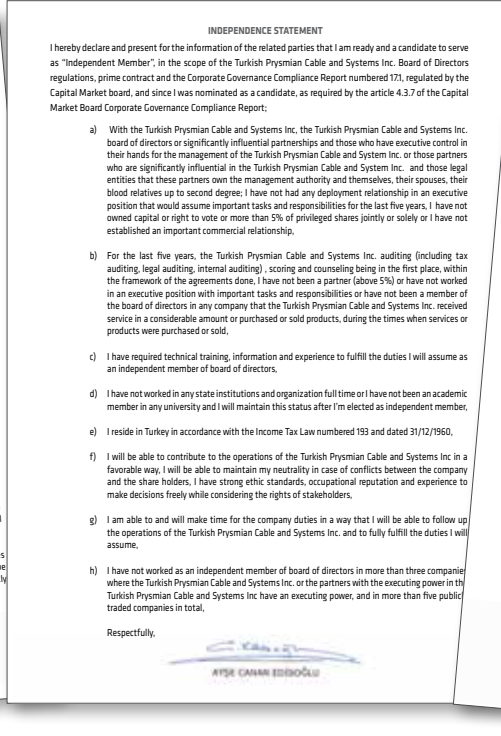 INDEPENDENCE STATEMENT
I hereby declare and present for the information of the related parties that I am ready and a candidate to serve
as "Independent Member", in the scope of the Turkish Prysmian Cable and Systems Inc. Board of Directors
regulations, prime contract and the Corporate Governance Compliance Report numbered 17.1, regulated by the
Capital Market board, and since I was nominated as a candidate, as required by the article 4.3.7 of the Capital
Market Board Corporate Governance Compliance Report;
a) With the Turkish Prysmian Cable and Systems Inc, the Turkish Prysmian Cable and Systems Inc.
board of directors or significantly influential partnerships and those who have executive control in
their hands for the management of the Turkish Prysmian Cable and System Inc. or those partners
who are significantly influential in the Turkish System Inc. and those legal
entities that these partners own the management authority and themselves, their spouses, their
blood relatives up to second degree; I have not had any deployment relationship in an executive
position that would assume important tasks and responsibilities for the last five years, I have not
owned capital or right to vote or more than 5% of privileged shares jointly or solely or I have not
established an important commercial relationship,
b) For the last five years, the Turkish Prysmian Cable and Systems Inc. auditing (including tax
auditing, legal auditing, internal auditing) , scoring and counseling being in the first place, within
the framework of the agreements done, I have not been a partner (above 5%) or have not worked
in an executive position with important tasks and responsibilities or have not been a member of
the board of directors in any company that the Turkish Prysmian Cable and Systems Inc. received
service in a considerable amount or purchased or sold products, during the times when services or
products were purchased or sold,
c) I have required technical training, information and experience to fulfill the duties I will assume as
an independent member of board of directors,
d) I have not worked in any state institutions and organization full time or I have not been an academic
member in any university and I will maintain this status after I'm elected as independent member,
e) I reside in Turkey in accordance with the Income Tax Law numbered 193 and dated 31/12/1960,
f) I will be able to contribute to the operations of the Turkish Prysmian Cable and Systems Inc in a
favorable way, I will be able to maintain my neutrality in case of conflicts between the company
and the share holders, I have strong ethic standards, occupational reputation and experience to
make decisions freely while considering the rights of stakeholders,
g) I am able to and will make time for the company duties in a way that I will be able to follow up
the operations of the Turkish Prysmian Cable and Systems Inc. and to fully fulfill the duties I will
assume,
h) I have not worked as an independent member of board of directors in more than three companies
where the Turkish Prysmian Cable and Systems Inc. or the partners with the executing power in th
Turkish Prysmian Cable and Systems Inc have an executing power, and in more than five public
traded companies in total,
Respectfully,
AYŞE CANAN EDİBOĞLU